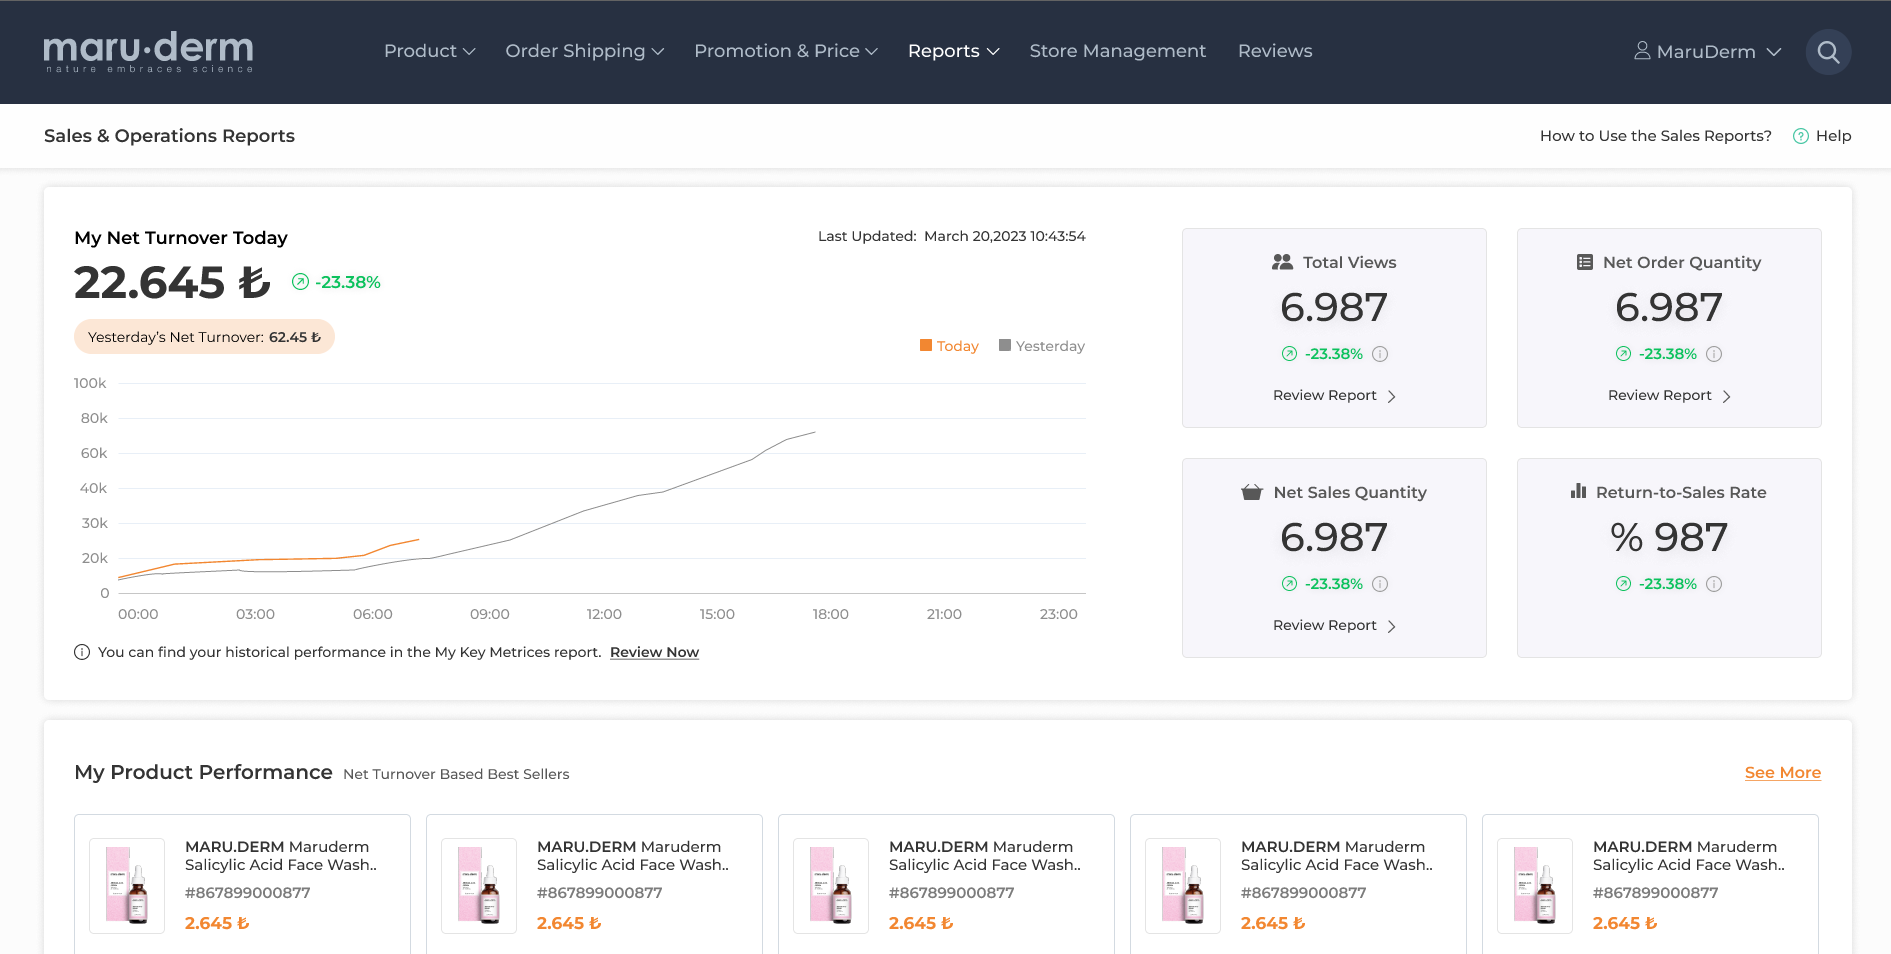 maru·derm
nature embraces science
Product
Order Shipping
Promotion & Price
Reports
Store Management
Reviews
MaruDerm
Sales & Operations Reports
How to Use the Sales Reports?
Help
My Net Turnover Today
Last Updated: March 20,2023 10:43:54
22.645 ₺
-23.38%
Yesterday's Net Turnover: 62.45 ₺
Today
Yesterday
100k
80k
60k
40k
30k
20k
0
00:00
03:00
06:00
09:00
12:00
15:00
18:00
21:00
23:00
You can find your historical performance in the My Key Metrices report. Review Now
Total Views
6.987
-23.38%
Review Report
Net Order Quantity
6.987
-23.38%
Review Report
Net Sales Quantity
6.987
-23.38%
Review Report
Return-to-Sales Rate
% 987
-23.38%
My Product Performance
Net Turnover Based Best Sellers
See More
MARU.DERM Maruderm
Salicylic Acid Face Wash..
#867899000877
2.645 ₺
MARU.DERM Maruderm
Salicylic Acid Face Wash..
#867899000877
2.645 ₺
MARU.DERM Maruderm
Salicylic Acid Face Wash..
#867899000877
2.645 ₺
MARU.DERM Maruderm
Salicylic Acid Face Wash..
#867899000877
2.645 ₺
MARU.DERM Maruderm
Salicylic Acid Face Wash..
#867899000877
2.645 ₺